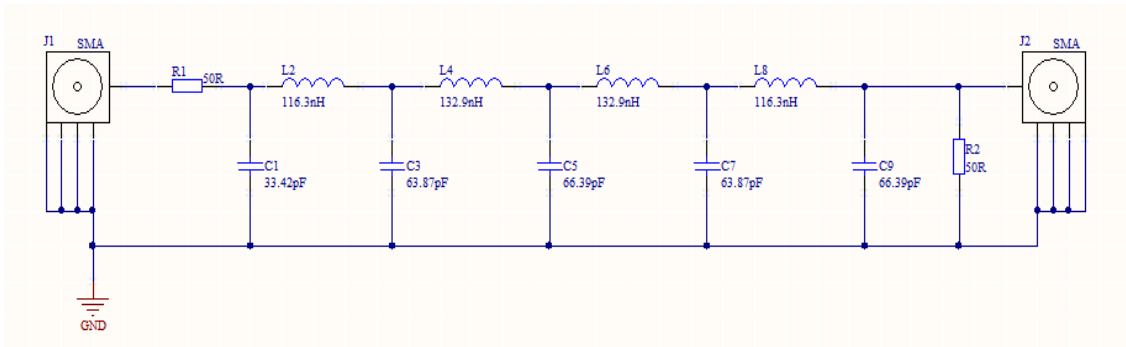 J1
SMA
R1
50R
L2
116.3nH
L4
132.9nH
L6
132.9nH
L8
116.3nH
J2
SMA
C1
33.42pF
C3
63.87pF
C5
66.39pF
C7
63.87pF
C9
66.39pF
R2
50R
GND